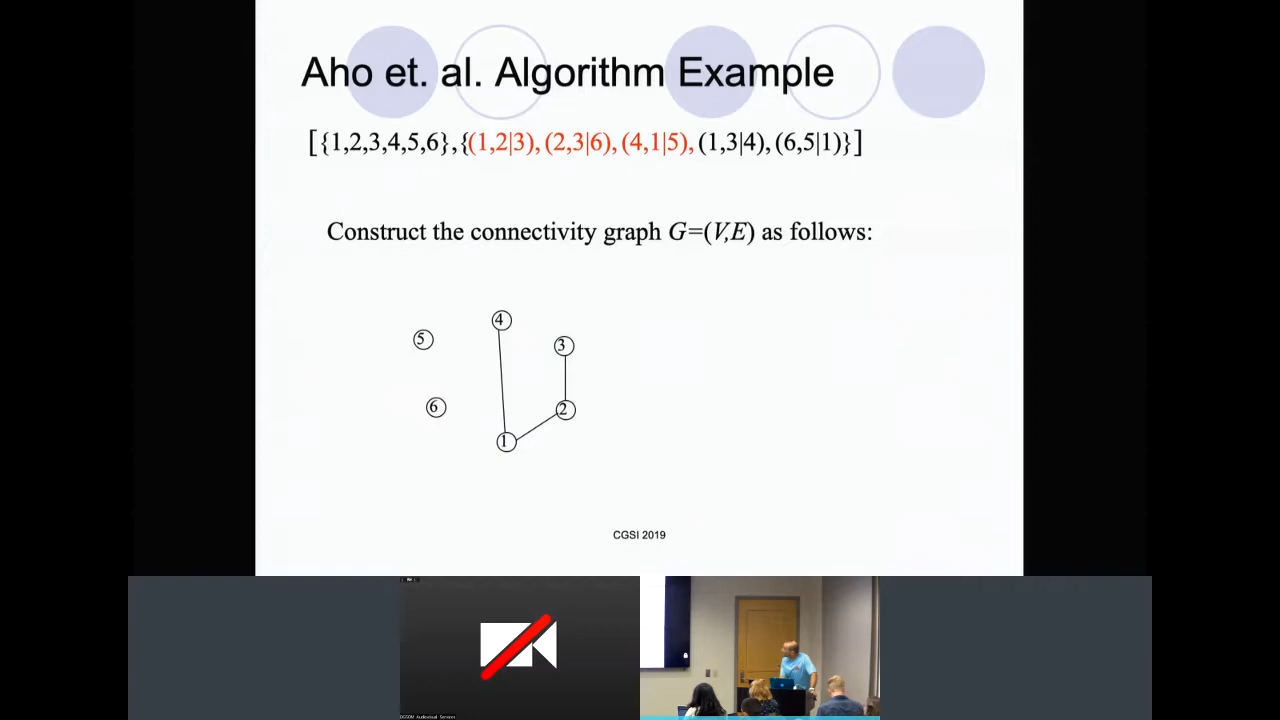 Aho et. al. Algorithm Example
[{1,2,3,4,5,6},{(1,2|3), (2,3|6), (4,1|5), (1,3|4), (6,5|1)}]
Construct the connectivity graph G=(V,E) as follows:
4
5
3
6
2
1
CGSI 2019